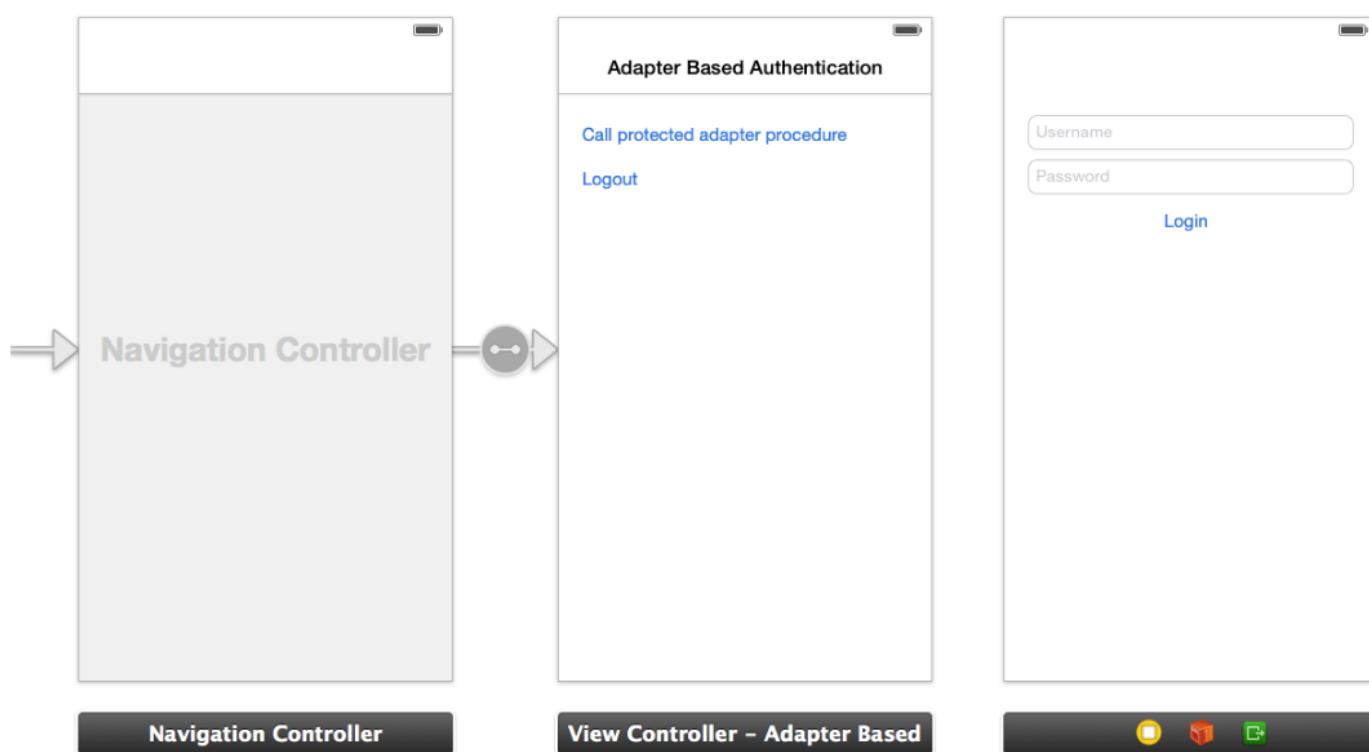 Navigation Controller
Navigation Controller
Adapter Based Authentication
Call protected adapter procedure
Logout
View Controller – Adapter Based
Username
Password
Login